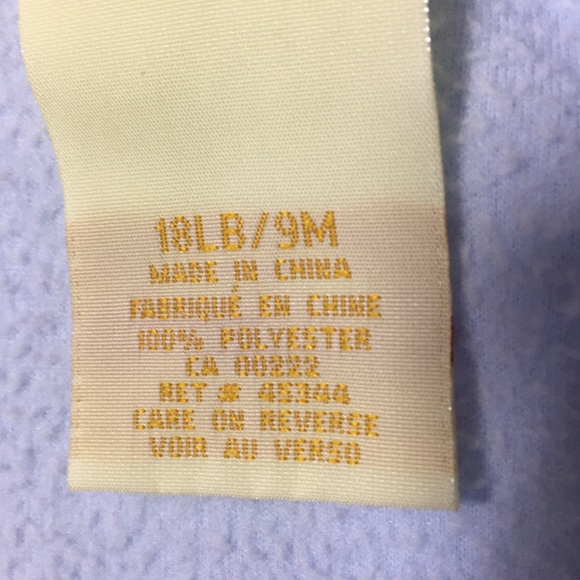 18LB/9M
MADE IN CHINA
FABRIQUÉ EN CHINE
100% POLYESTER
CA 00222
RET # 45344
CARE ON REVERSE
VOIR AU VERSO